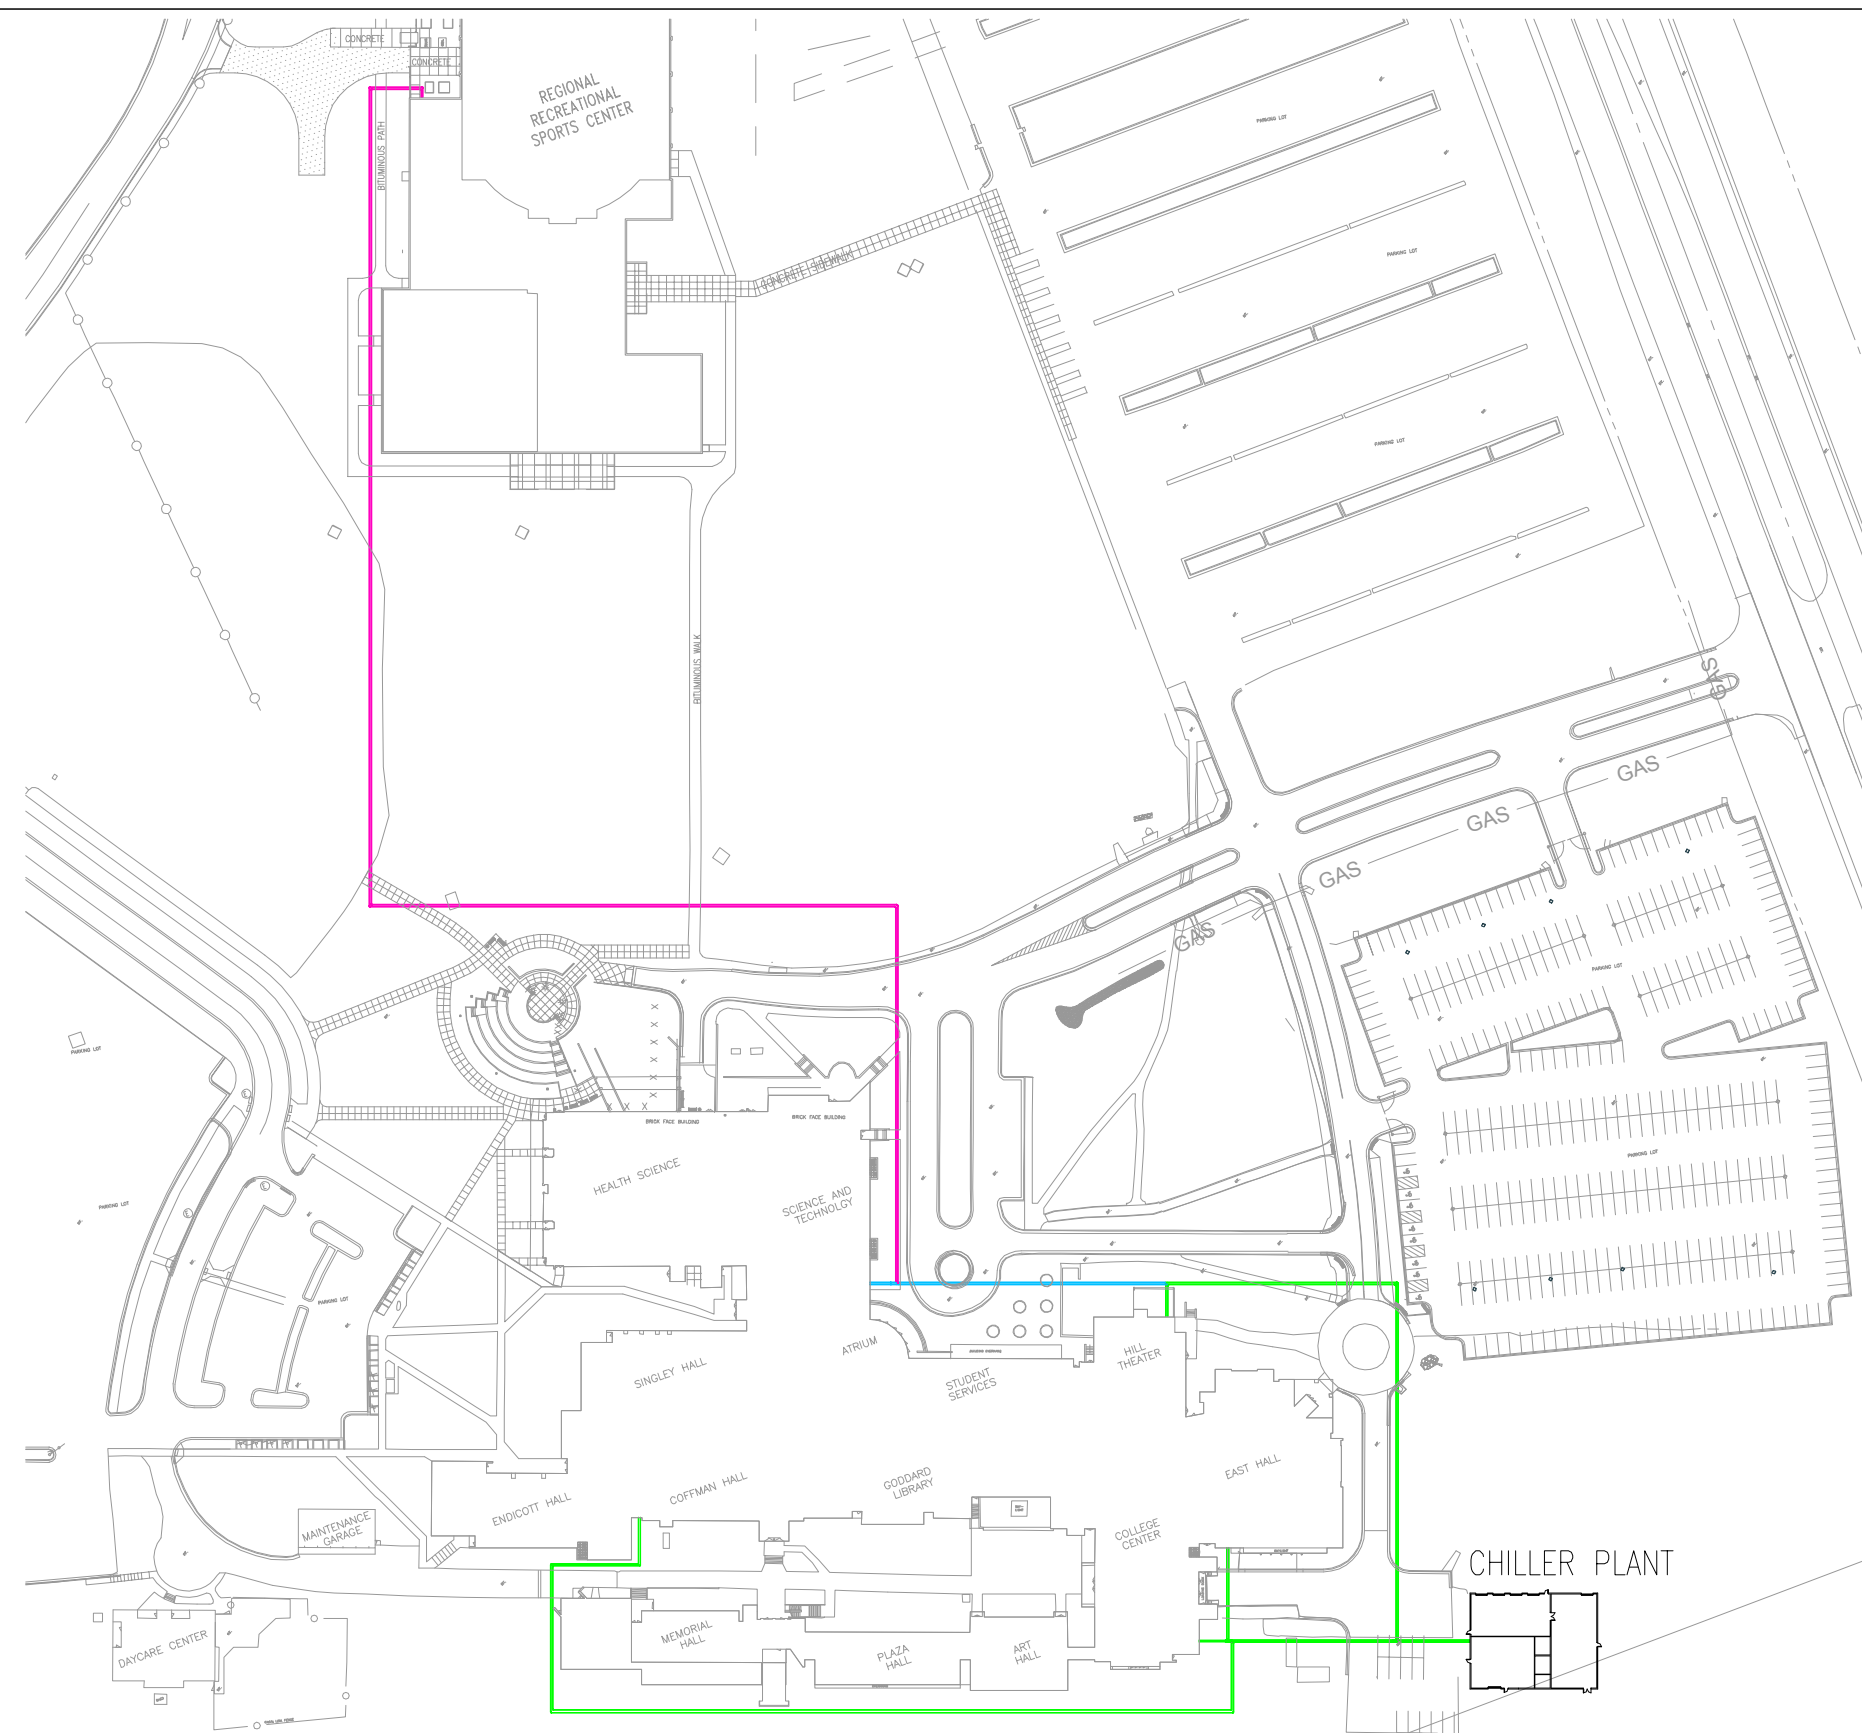 CONCRETE
CONCRETE
REGIONAL
RECREATIONAL
SPORTS CENTER
PARKING LOT
BITUMINOUS PATH
CONCRETE SIDEWALK
PARKING LOT
PARKING LOT
BITUMINOUS WALK
GAS
GAS
GAS
GAS
GAS
PARKING LOT
PARKING LOT
BRICK FACE BUILDING
BRICK FACE BUILDING
PARKING LOT
HEALTH SCIENCE
SCIENCE AND
TECHNOLGY
PARKING LOT
PARKING LOT
ATRIUM
HILL
THEATER
SINGLEY HALL
STUDENT
SERVICES
EAST HALL
COFFMAN HALL
GODDARD
LIBRARY
ENDICOTT HALL
MAINTENANCE
GARAGE
COLLEGE
CENTER
CHILLER PLANT
DAYCARE CENTER
MEMORIAL
HALL
PLAZA
HALL
ART
HALL